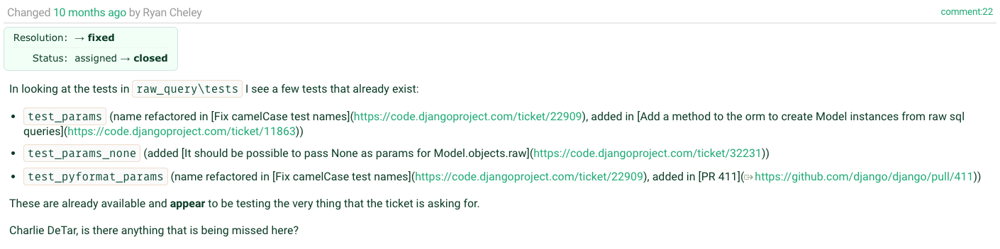 Changed 10 months ago by Ryan Cheley
comment:22
Resolution: → fixed
Status: assigned → closed
In looking at the tests in raw_query\tests I see a few tests that already exist:
• test_params (name refactored in [Fix camelCase test names](https://code.djangoproject.com/ticket/22909), added in [Add a method to the orm to create Model instances from raw sql
queries](https://code.djangoproject.com/ticket/11863))
• test_params_none (added [It should be possible to pass None as params for Model.objects.raw](https://code.djangoproject.com/ticket/32231))
• test_pyformat_params (name refactored in [Fix camelCase test names](https://code.djangoproject.com/ticket/22909), added in [PR 411](https://github.com/django/django/pull/411))
These are already available and appear to be testing the very thing that the ticket is asking for.
Charlie DeTar, is there anything that is being missed here?